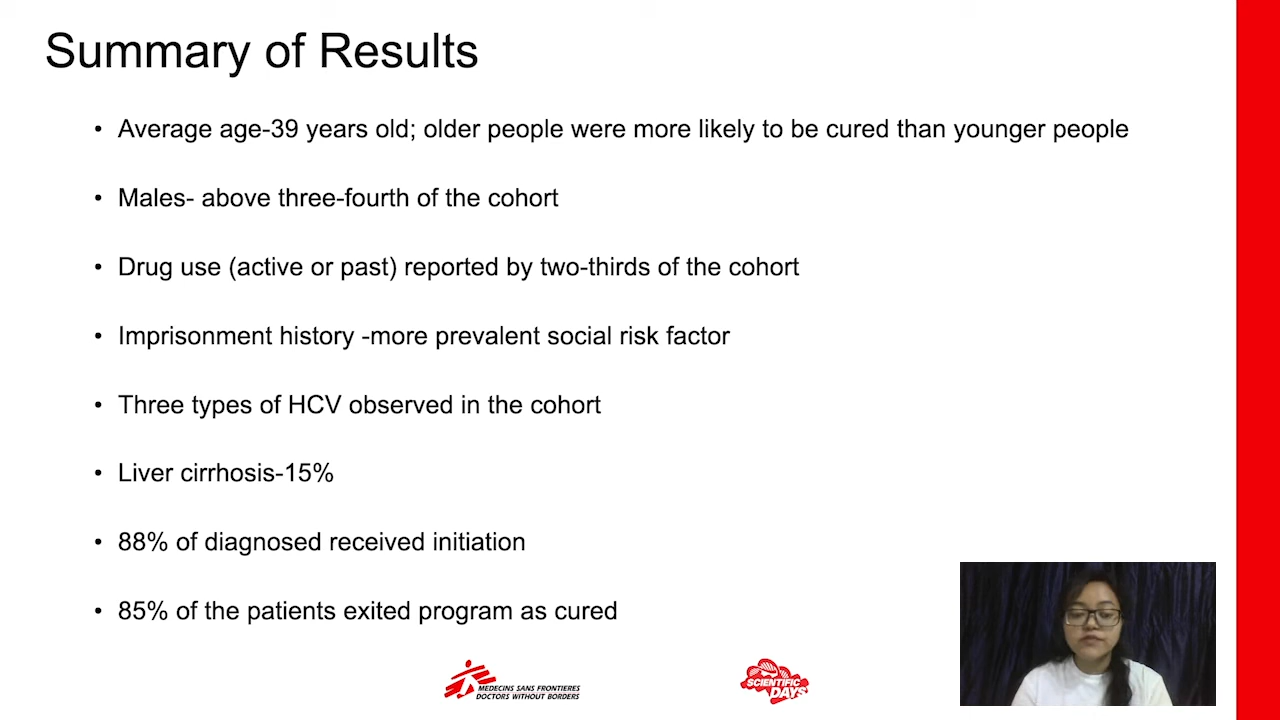 Summary of Results
• Average age-39 years old; older people were more likely to be cured than younger people
• Males- above three-fourth of the cohort
• Drug use (active or past) reported by two-thirds of the cohort
• Imprisonment history -more prevalent social risk factor
• Three types of HCV observed in the cohort
• Liver cirrhosis-15%
• 88% of diagnosed received initiation
• 85% of the patients exited program as cured
MEDECINS SANS FRONTIERES
DOCTORS WITHOUT BORDERS
SCIENTIFIC
DAYS